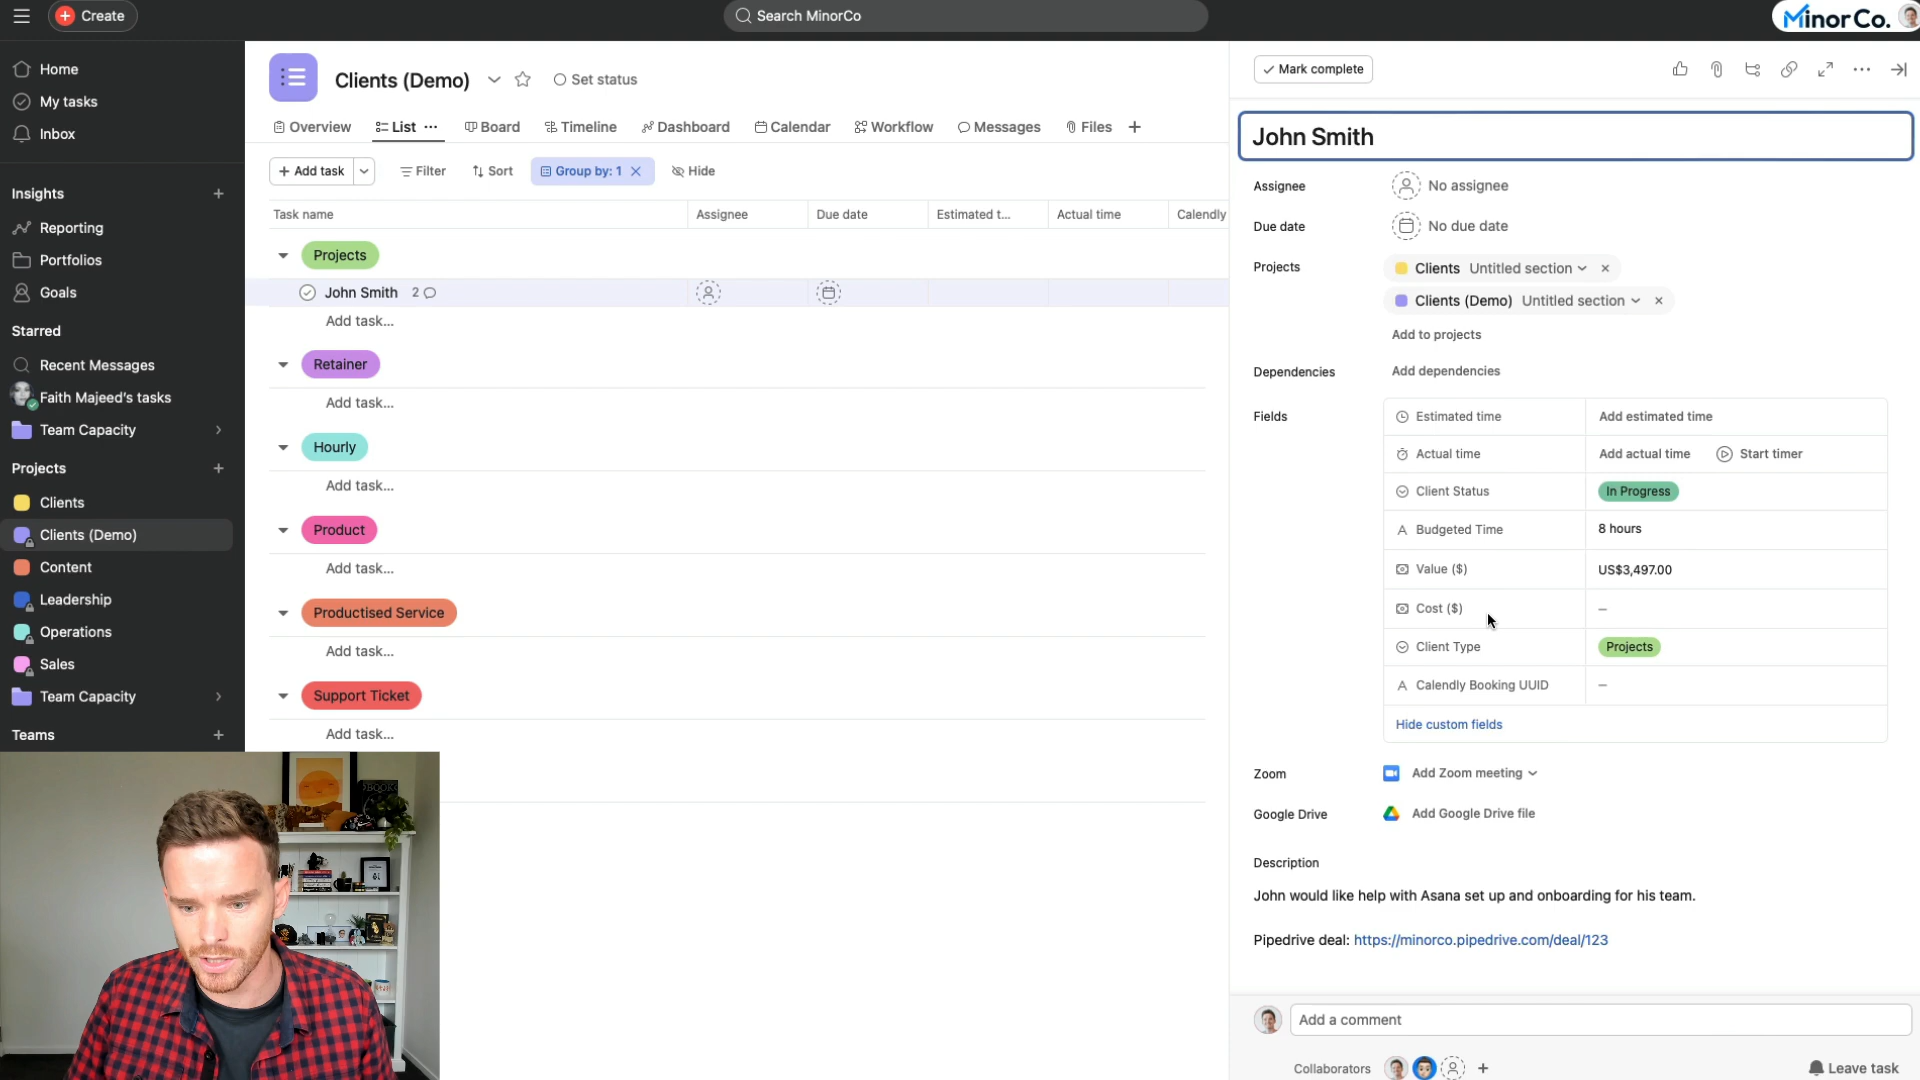 Create
Search MinorCo
MinorCo.
Home
My tasks
Inbox
Insights
Reporting
Portfolios
Goals
Starred
Recent Messages
Faith Majeed's tasks
Team Capacity
Projects
Clients
Clients (Demo)
Content
Leadership
Operations
Sales
Team Capacity
Teams
Clients (Demo)
Set status
Overview
List
Board
Timeline
Dashboard
Calendar
Workflow
Messages
Files
+ Add task
Filter
Sort
Group by: 1
Hide
Task name
Assignee
Due date
Estimated t...
Actual time
Calendly
Projects
John Smith 2
Add task...
Retainer
Add task...
Hourly
Add task...
Product
Add task...
Productised Service
Add task...
Support Ticket
Add task...
Mark complete
John Smith
Assignee No assignee
Due date No due date
Projects Clients Untitled section
Clients (Demo) Untitled section
Add to projects
Dependencies Add dependencies
Fields
Estimated time Add estimated time
Actual time Add actual time Start timer
Client Status In Progress
Budgeted Time 8 hours
Value ($) US$3,497.00
Cost ($) —
Client Type Projects
Calendly Booking UUID —
Hide custom fields
Zoom Add Zoom meeting
Google Drive Add Google Drive file
Description
John would like help with Asana set up and onboarding for his team.
Pipedrive deal: https://minorco.pipedrive.com/deal/123
Add a comment
Collaborators
Leave task